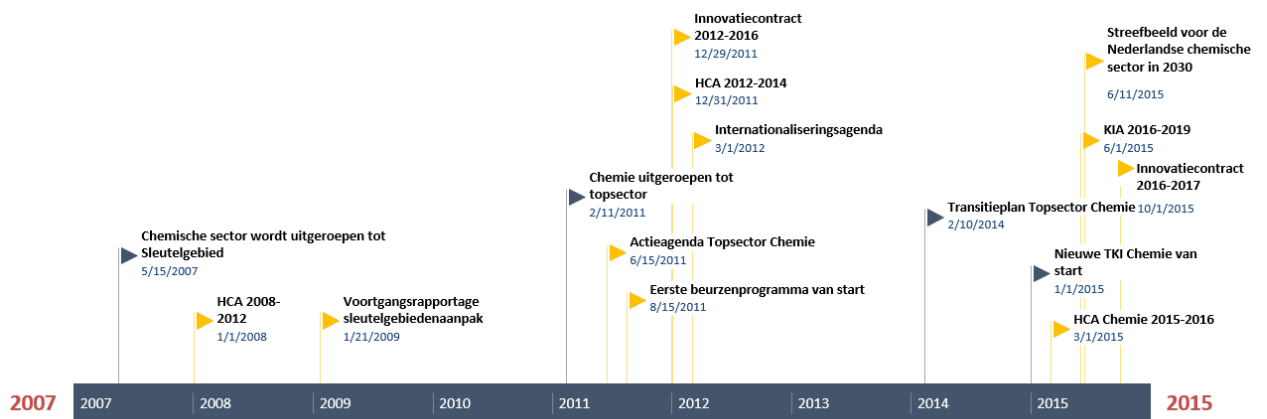 Innovatiecontract
2012-2016
12/29/2011
HCA 2012-2014
12/31/2011
Internationaliseringsagenda
3/1/2012
Streefbeeld voor de
Nederlandse chemische
sector in 2030
6/11/2015
KIA 2016-2019
6/1/2015
Innovatiecontract
2016-2017
10/1/2015
Chemie uitgeroepen tot
topsector
2/11/2011
Transitieplan Topsector Chemie
2/10/2014
Chemische sector wordt uitgeroepen tot
Sleutelgebied
5/15/2007
Actieagenda Topsector Chemie
6/15/2011
Nieuwe TKI Chemie van
start
1/1/2015
HCA 2008-
2012
1/1/2008
Voortgangsrapportage
sleutelgebiedenaanpak
1/21/2009
Eerste beurzenprogramma van start
8/15/2011
HCA Chemie 2015-2016
3/1/2015
2007 2007 2008 2009 2010 2011 2012 2013 2014 2015 2015